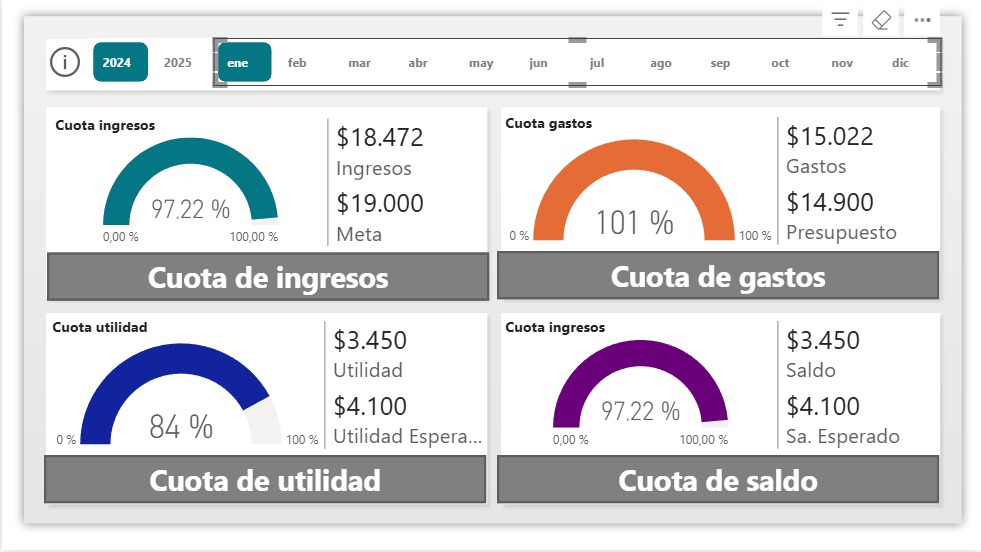 2024 2025 ene feb mar abr may jun jul ago sep oct nov dic
Cuota ingresos
97,22 %
0,00 % 100,00 %
$18.472
Ingresos
$19.000
Meta
Cuota de ingresos
Cuota gastos
101 %
0 % 100 %
$15.022
Gastos
$14.900
Presupuesto
Cuota de gastos
Cuota utilidad
84 %
0 % 100 %
$3.450
Utilidad
$4.100
Utilidad Espera...
Cuota de utilidad
Cuota ingresos
97,22 %
0,00 % 100,00 %
$3.450
Saldo
$4.100
Sa. Esperado
Cuota de saldo